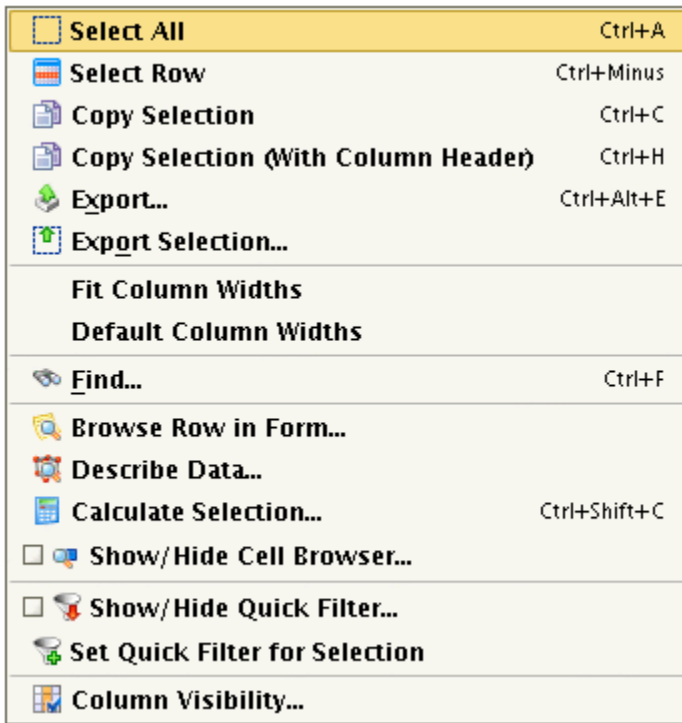 Select All Ctrl+A
Select Row Ctrl+Minus
Copy Selection Ctrl+C
Copy Selection (With Column Header) Ctrl+H
Export... Ctrl+Alt+E
Export Selection...
Fit Column Widths
Default Column Widths
Find... Ctrl+F
Browse Row in Form...
Describe Data...
Calculate Selection... Ctrl+Shift+C
Show/Hide Cell Browser...
Show/Hide Quick Filter...
Set Quick Filter for Selection
Column Visibility...